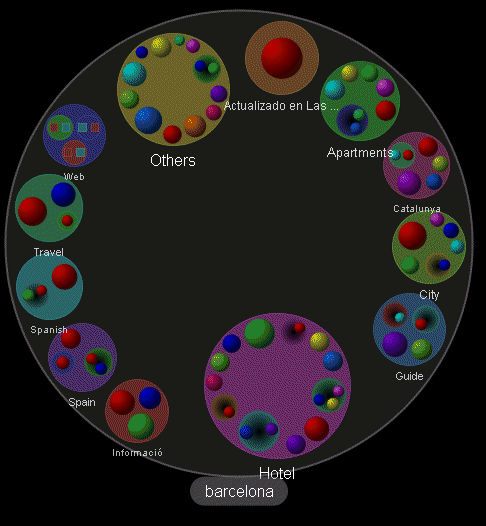 Others
Actualizado en Las ...
Apartments
Web
Catalunya
Travel
City
Spanish
Guide
Spain
Informació
Hotel
barcelona